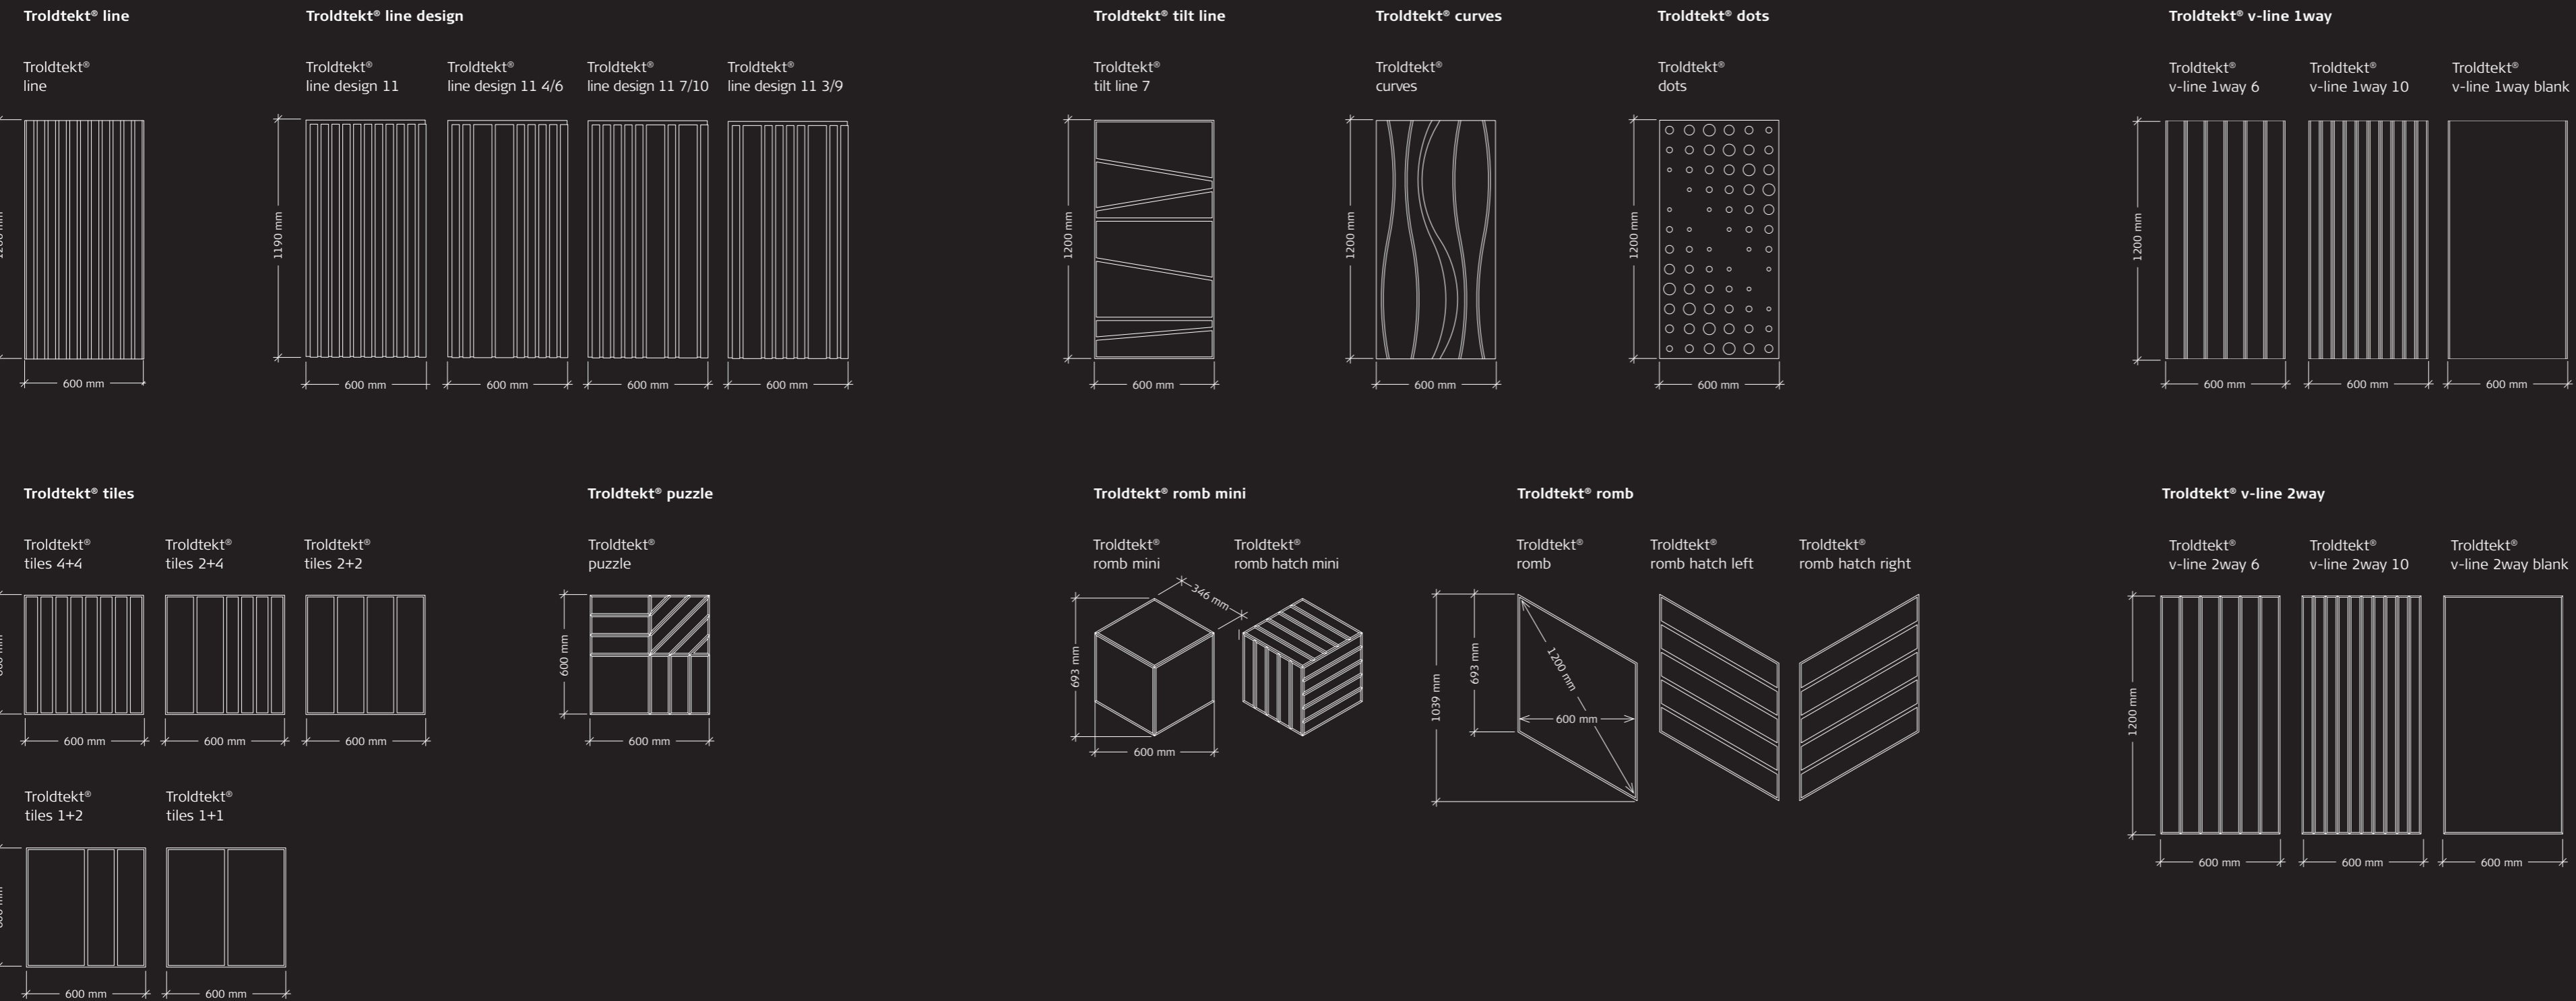 Troldtekt® line
Troldtekt®
line
600 mm
Troldtekt® line design
Troldtekt®
line design 11
Troldtekt®
line design 11 4/6
Troldtekt®
line design 11 7/10
Troldtekt®
line design 11 3/9
1190 mm
600 mm
600 mm
600 mm
600 mm
Troldtekt® tilt line
Troldtekt®
tilt line 7
1200 mm
600 mm
Troldtekt® curves
Troldtekt®
curves
1200 mm
600 mm
Troldtekt® dots
Troldtekt®
dots
1200 mm
600 mm
Troldtekt® v-line 1way
Troldtekt®
v-line 1way 6
Troldtekt®
v-line 1way 10
Troldtekt®
v-line 1way blank
1200 mm
600 mm
600 mm
600 mm
Troldtekt® tiles
Troldtekt®
tiles 4+4
Troldtekt®
tiles 2+4
Troldtekt®
tiles 2+2
600 mm
600 mm
600 mm
Troldtekt®
tiles 1+2
Troldtekt®
tiles 1+1
600 mm
600 mm
Troldtekt® puzzle
Troldtekt®
puzzle
600 mm
600 mm
Troldtekt® romb mini
Troldtekt®
romb mini
Troldtekt®
romb hatch mini
346 mm
693 mm
600 mm
Troldtekt® romb
Troldtekt®
romb
Troldtekt®
romb hatch left
Troldtekt®
romb hatch right
1039 mm
693 mm
1200 mm
600 mm
Troldtekt® v-line 2way
Troldtekt®
v-line 2way 6
Troldtekt®
v-line 2way 10
Troldtekt®
v-line 2way blank
1200 mm
600 mm
600 mm
600 mm